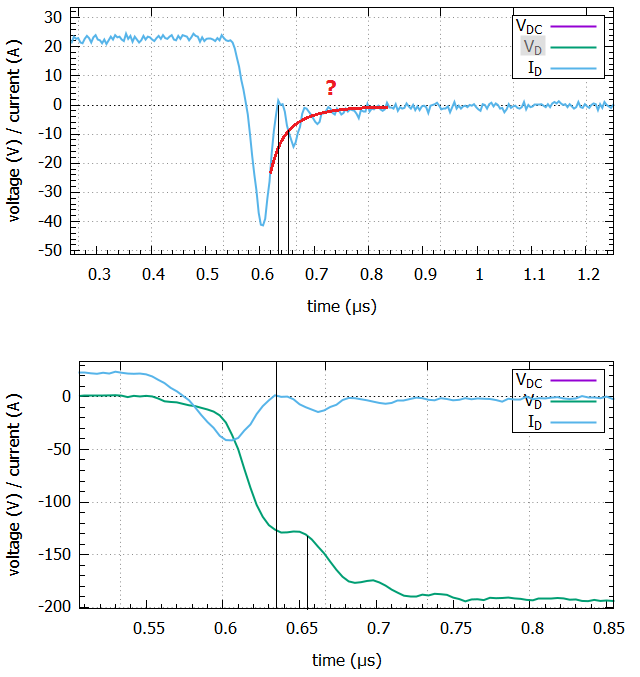 30
20
10
0
-10
-20
-30
-40
-50
voltage (V) / current (A)
V_DC
V_D
I_D
?
0.3 0.4 0.5 0.6 0.7 0.8 0.9 1 1.1 1.2
time (µs)
0
-50
-100
-150
-200
voltage (V) / current (A)
V_DC
V_D
I_D
0.55 0.6 0.65 0.7 0.75 0.8 0.85
time (µs)